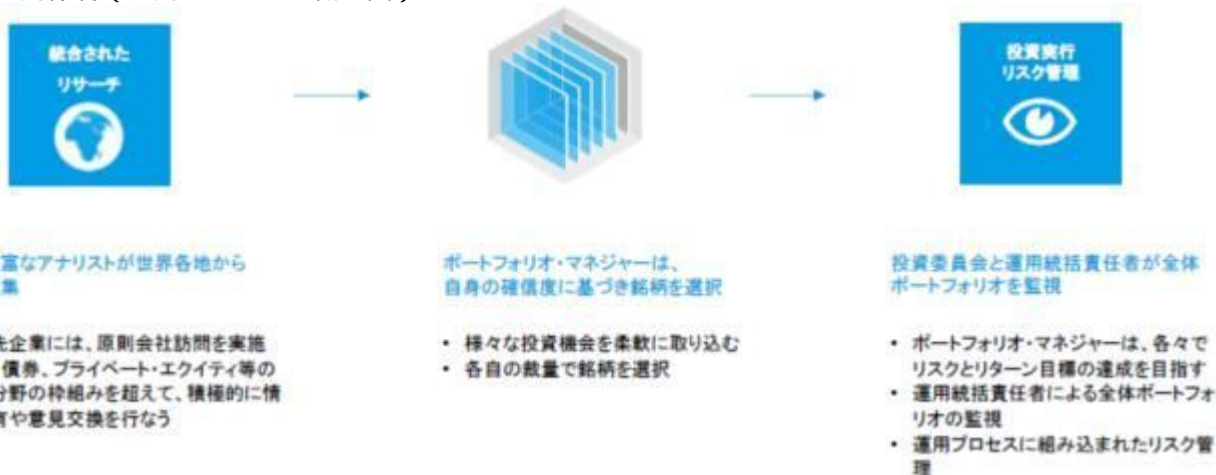 統合された
リサーチ
投資実行
リスク管理
富なアナリストが世界各地から
集
ポートフォリオ・マネジャーは、
自身の確信度に基づき銘柄を選択
投資委員会と運用統括責任者が全体
ポートフォリオを監視
先企業には、原則会社訪問を実施
債券、プライベート・エクイティ等の
分野の枠組みを超えて、積極的に情
有や意見交換を行なう
• 様々な投資機会を柔軟に取り込む
• 各自の裁量で銘柄を選択
• ポートフォリオ・マネジャーは、各々で
リスクとリターン目標の達成を目指す
• 運用統括責任者による全体ポートフォ
リオの監視
• 運用プロセスに組み込まれたリスク管
理